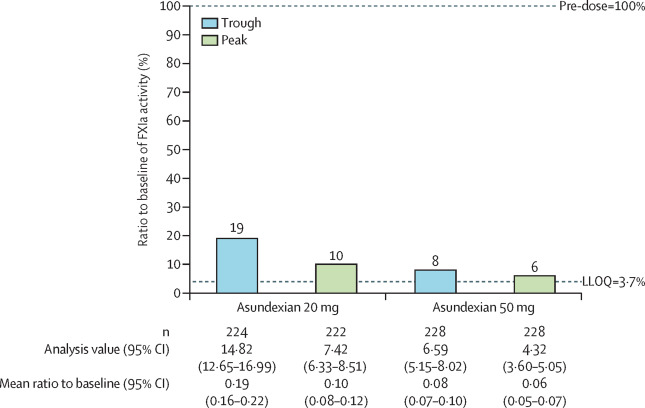 100
Pre-dose=100%
Trough
Peak
90
80
70
60
50
40
30
20
10
0
Ratio to baseline of FXIa activity (%)
19
10
8
6
LLOQ=3·7%
Asundexian 20 mg
Asundexian 50 mg
n 224 222 228 228
Analysis value (95% CI) 14·82 7·42 6·59 4·32
(12·65–16·99) (6·33–8·51) (5·15–8·02) (3·60–5·05)
Mean ratio to baseline (95% CI) 0·19 0·10 0·08 0·06
(0·16–0·22) (0·08–0·12) (0·07–0·10) (0·05–0·07)